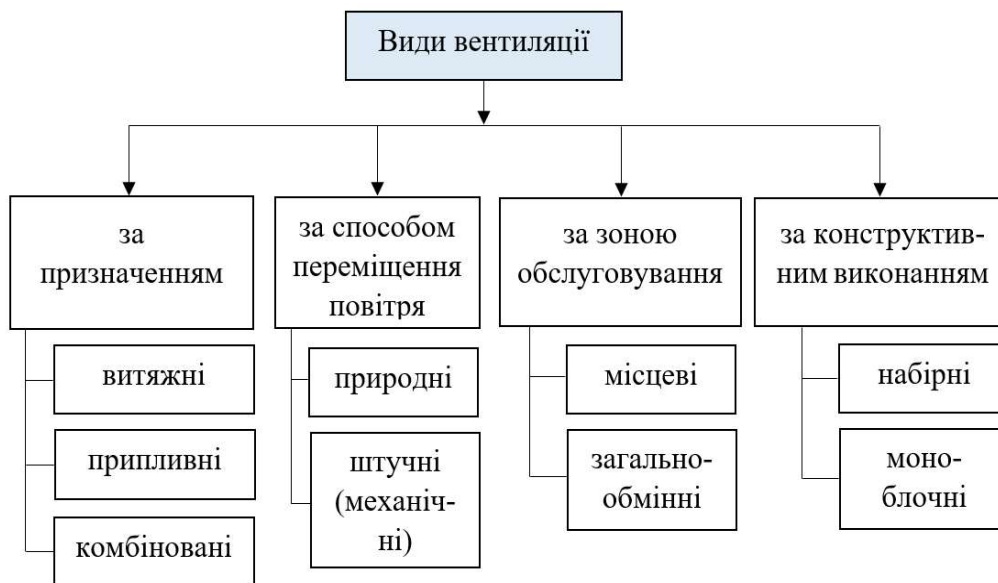 Види вентиляції
за
призначенням
витяжні
припливні
комбіновані
за способом
переміщення
повітря
природні
штучні
(механіч-
ні)
за зоною
обслуговування
місцеві
загально-
обмінні
за конструктив-
ним виконанням
набірні
моно-
блочні